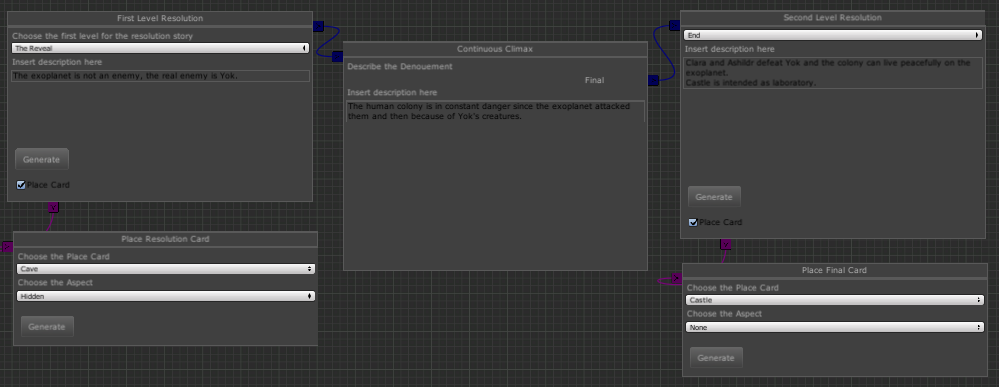 First Level Resolution
Choose the first level for the resolution story
The Reveal
Insert description here
The exoplanet is not an enemy, the real enemy is Yok.
Generate
Place Card
Place Resolution Card
Choose the Place Card
Cave
Choose the Aspect
Hidden
Generate
Continuous Climax
Describe the Denouement
Final
Insert description here
The human colony is in constant danger since the exoplanet attacked
them and then because of Yok's creatures.
Second Level Resolution
End
Insert description here
Clara and Ashildr defeat Yok and the colony can live peacefully on the
exoplanet.
Castle is intended as laboratory.
Generate
Place Card
Place Final Card
Choose the Place Card
Castle
Choose the Aspect
None
Generate